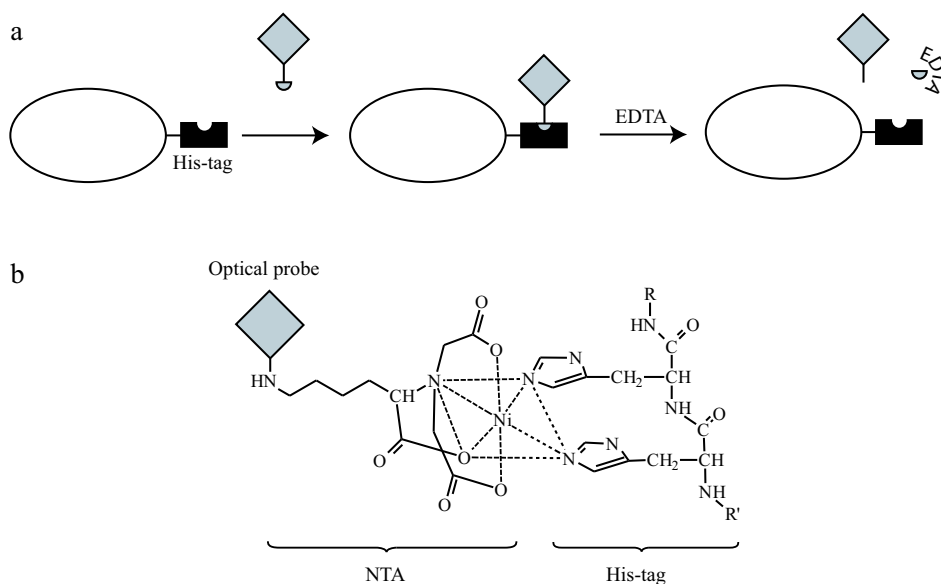 a
His-tag
EDTA
EDTA
b
Optical probe
HN
CH
N
O
O
O
O
O
O
Ni
N
N
N
N
CH2
CH2
R
HN
C
O
CH
NH
C
O
CH
NH
R'
NTA
His-tag